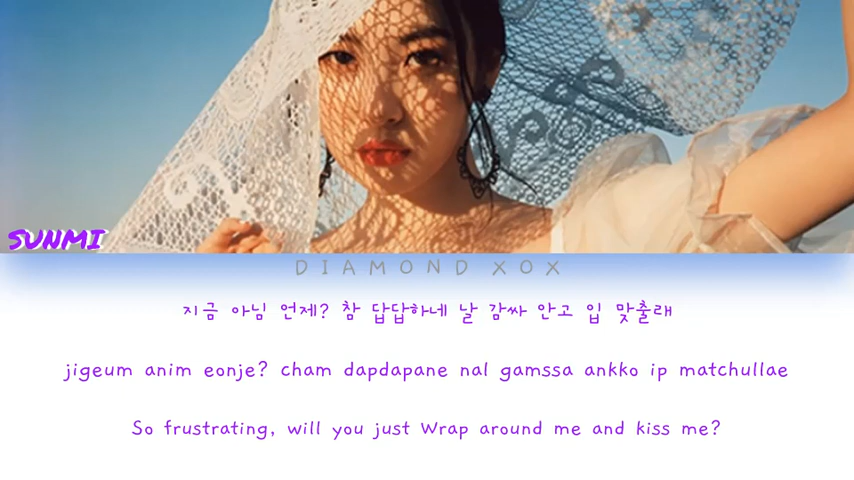 SUNMI
DIAMOND XOX
지금 아님 언제? 참 답답하네 날 감싸 안고 입 맞출래
jigeum anim eonje? cham dapdapane nal gamssa ankko ip matchullae
So frustrating, will you just Wrap around me and kiss me?